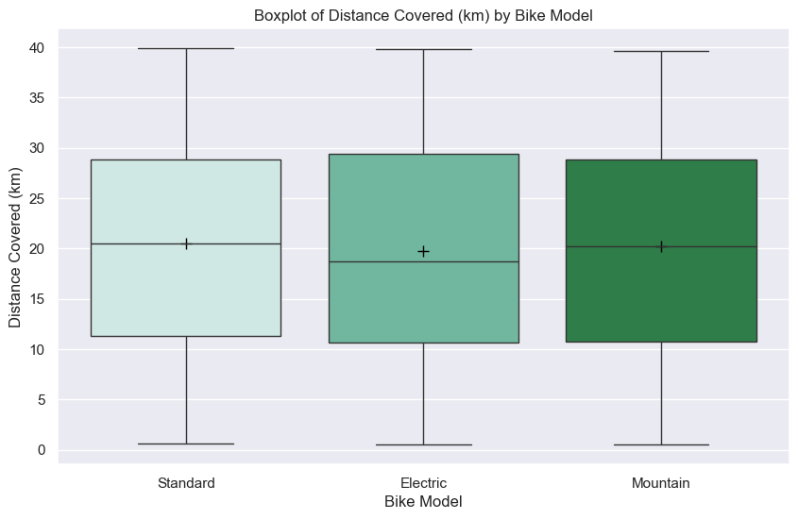 Boxplot of Distance Covered (km) by Bike Model
Distance Covered (km)
40
35
30
25
20
15
10
5
0
Standard Electric Mountain
Bike Model